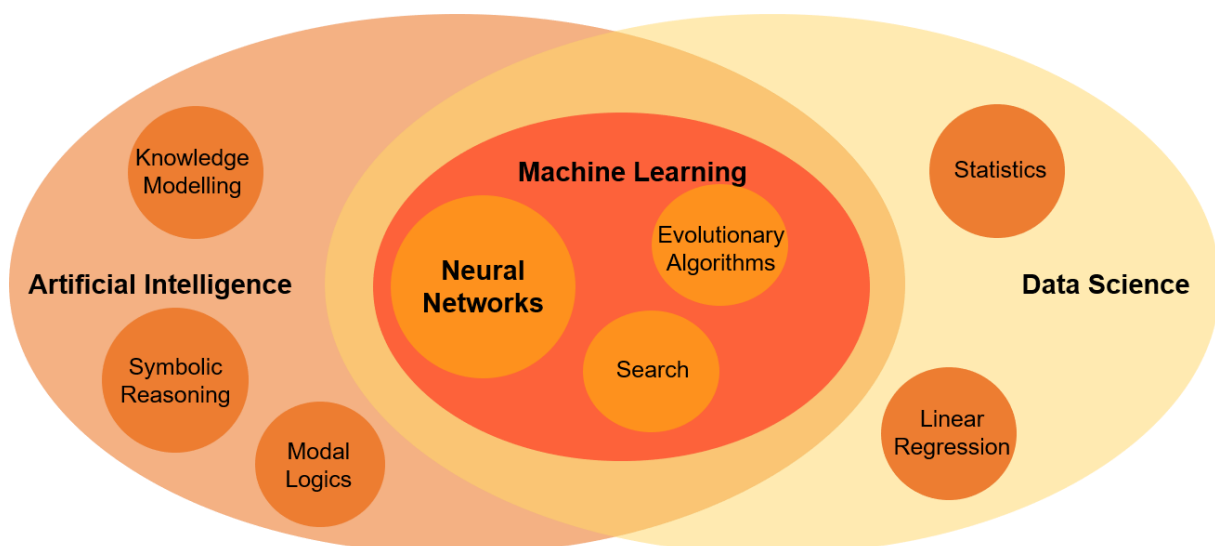 Knowledge
Modelling
Artificial Intelligence
Symbolic
Reasoning
Modal
Logics
Machine Learning
Neural
Networks
Evolutionary
Algorithms
Search
Statistics
Data Science
Linear
Regression